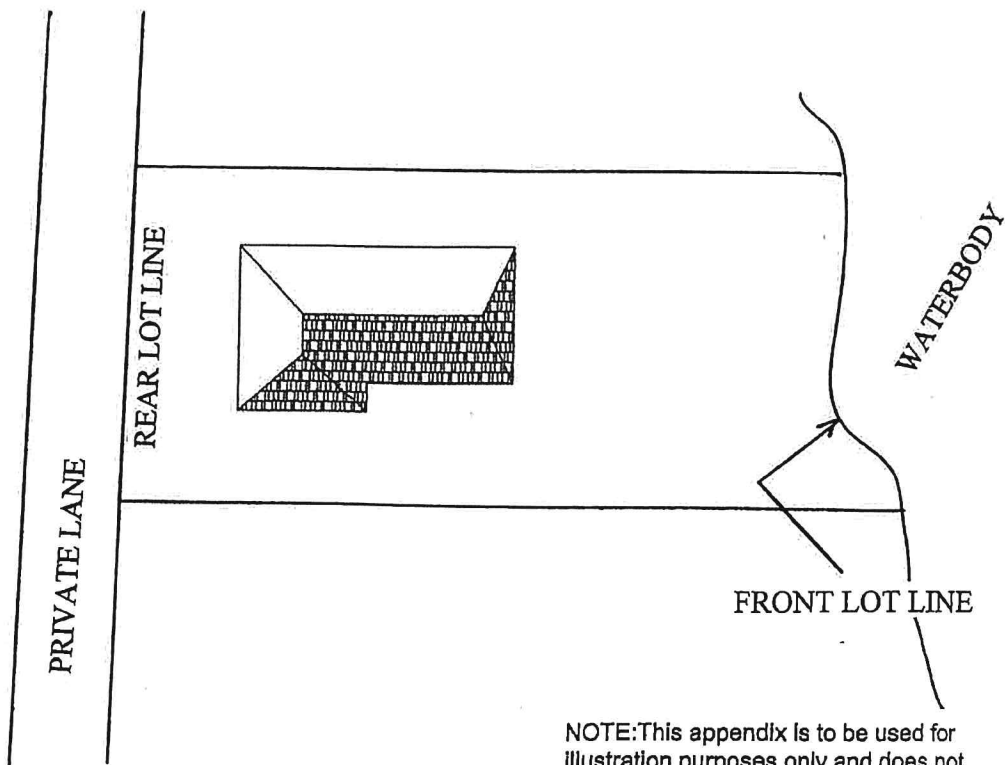 REAR LOT LINE
WATERBODY
PRIVATE LANE
FRONT LOT LINE
NOTE:This appendix is to be used for
illustration purposes only and does not